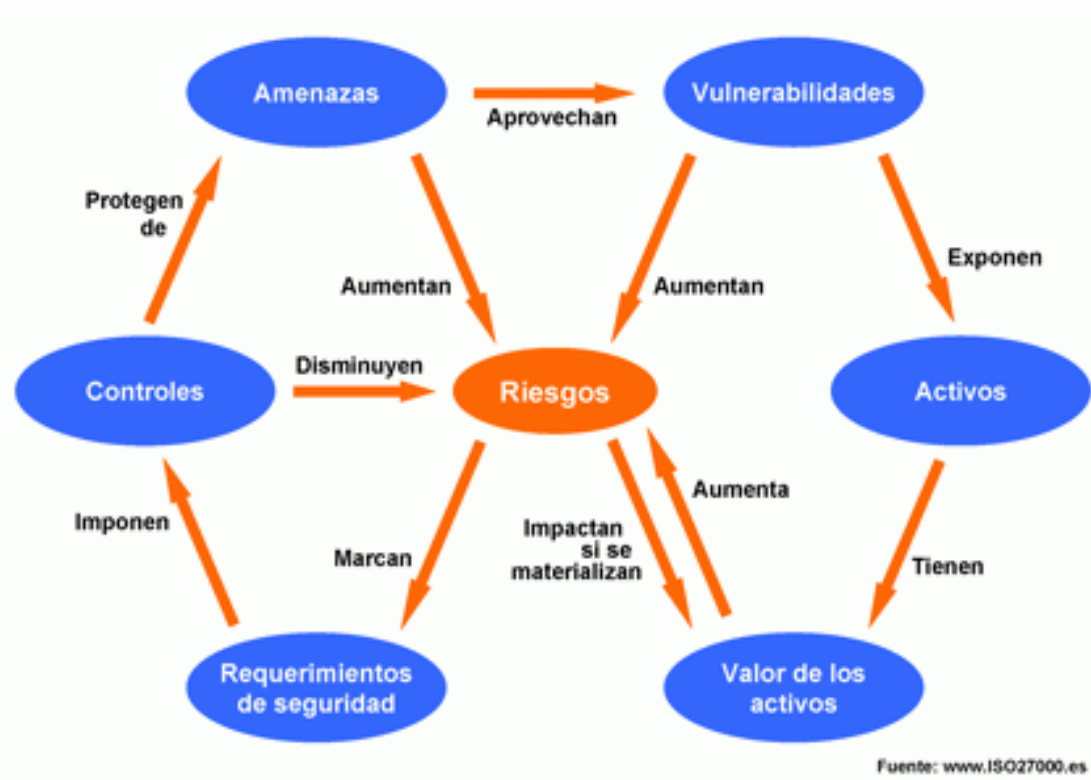 Amenazas
Aprovechan
Vulnerabilidades
Protegen
de
Aumentan
Aumentan
Exponen
Controles
Disminuyen
Riesgos
Activos
Imponen
Marcan
Impactan
si se
materializan
Aumenta
Tienen
Requerimientos
de seguridad
Valor de los
activos
Fuente: www.ISO27000.es